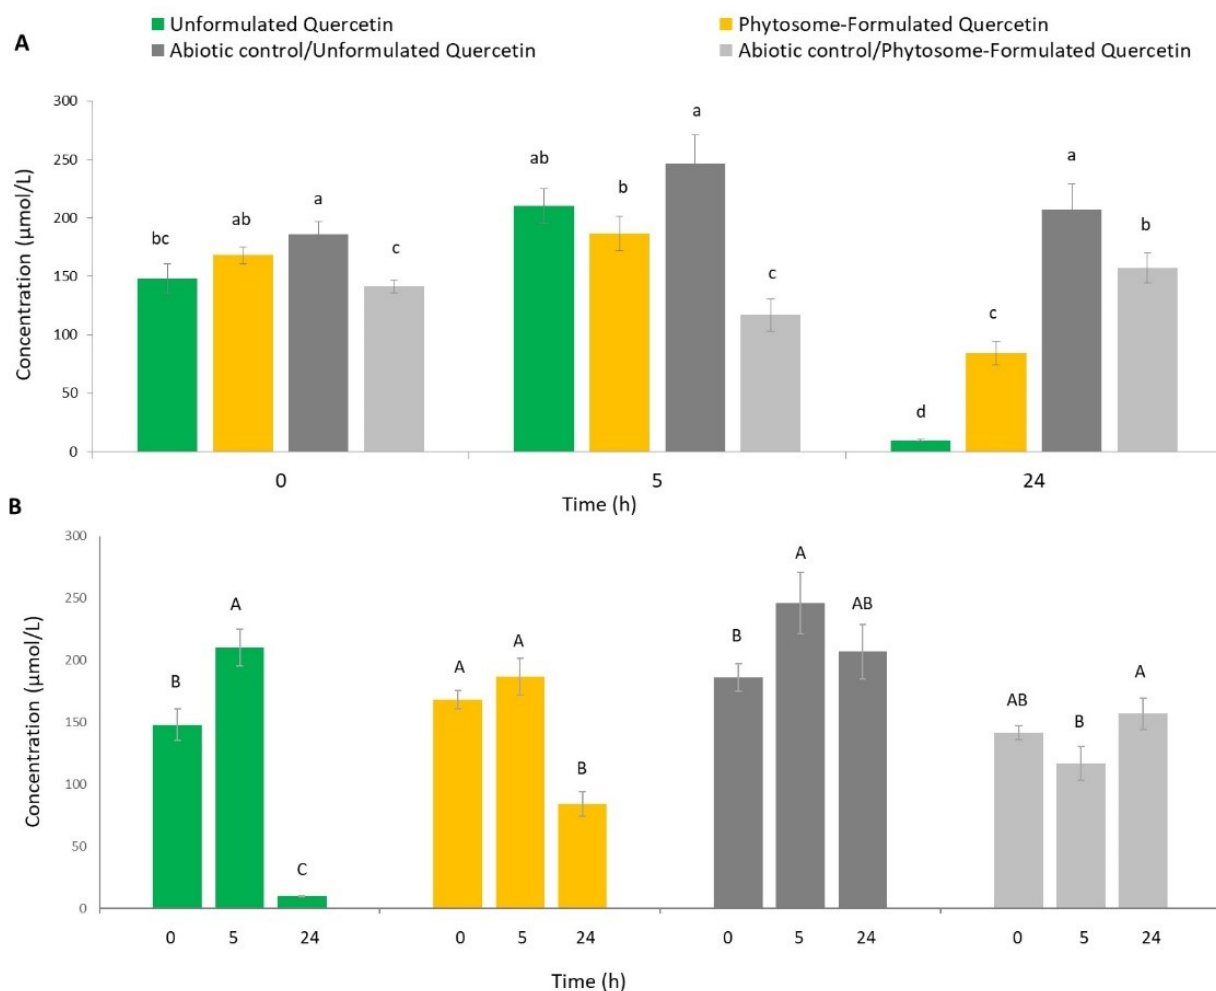 A
Unformulated Quercetin
Phytosome-Formulated Quercetin
Abiotic control/Unformulated Quercetin
Abiotic control/Phytosome-Formulated Quercetin
Concentration (µmol/L)
300
250
200
150
100
50
0
bc
ab
a
c
ab
b
a
c
d
c
a
b
0
5
24
Time (h)
B
Concentration (µmol/L)
300
250
200
150
100
50
0
B
A
C
A
A
B
B
A
AB
AB
B
A
0 5 24
0 5 24
0 5 24
0 5 24
Time (h)